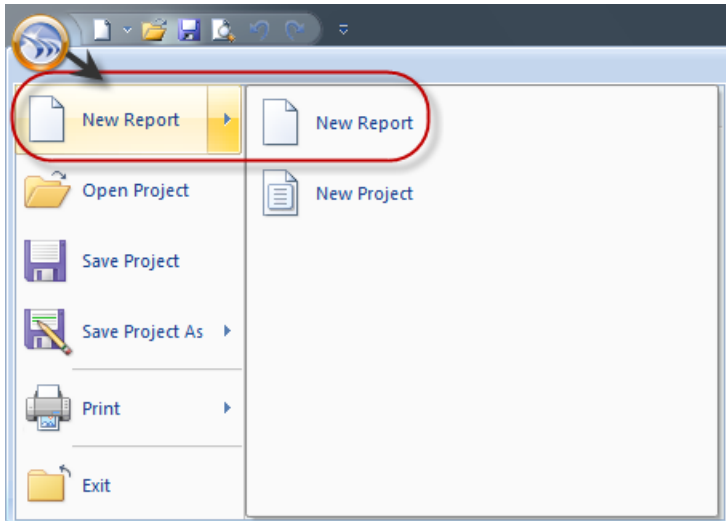 New Report
New Report
Open Project
New Project
Save Project
Save Project As
Print
Exit